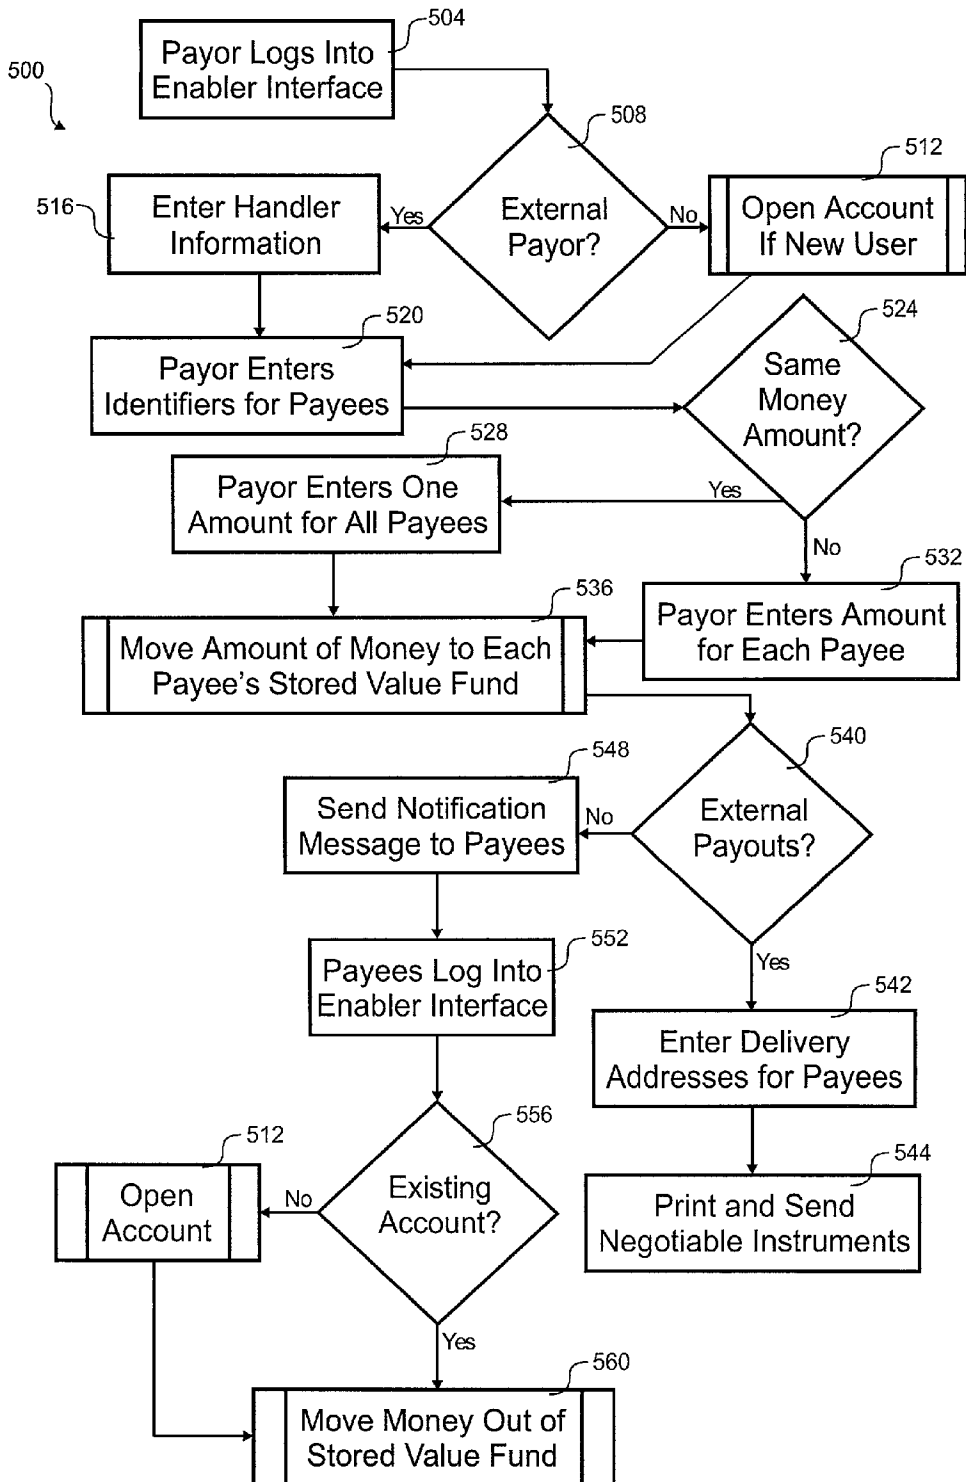 504
Payor Logs Into
Enabler Interface
500
508
External
Payor?
Yes
No
512
Open Account
If New User
516
Enter Handler
Information
520
Payor Enters
Identifiers for Payees
524
Same
Money
Amount?
Yes
No
528
Payor Enters One
Amount for All Payees
532
Payor Enters Amount
for Each Payee
536
Move Amount of Money to Each
Payee's Stored Value Fund
540
External
Payouts?
No
Yes
548
Send Notification
Message to Payees
552
Payees Log Into
Enabler Interface
542
Enter Delivery
Addresses for Payees
544
Print and Send
Negotiable Instruments
556
Existing
Account?
No
Yes
512
Open
Account
560
Move Money Out of
Stored Value Fund